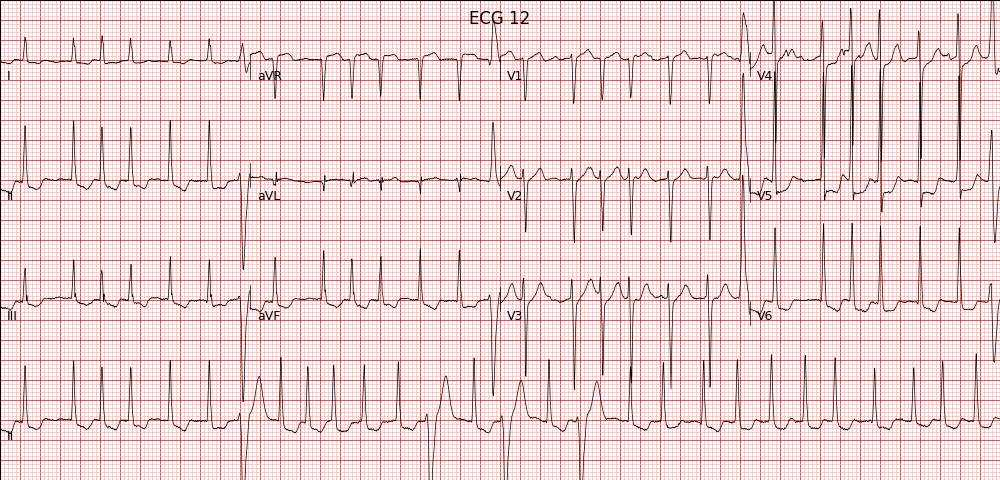 ECG 12
I aVR V1 V4
II aVL V2 V5
III aVF V3 V6
II